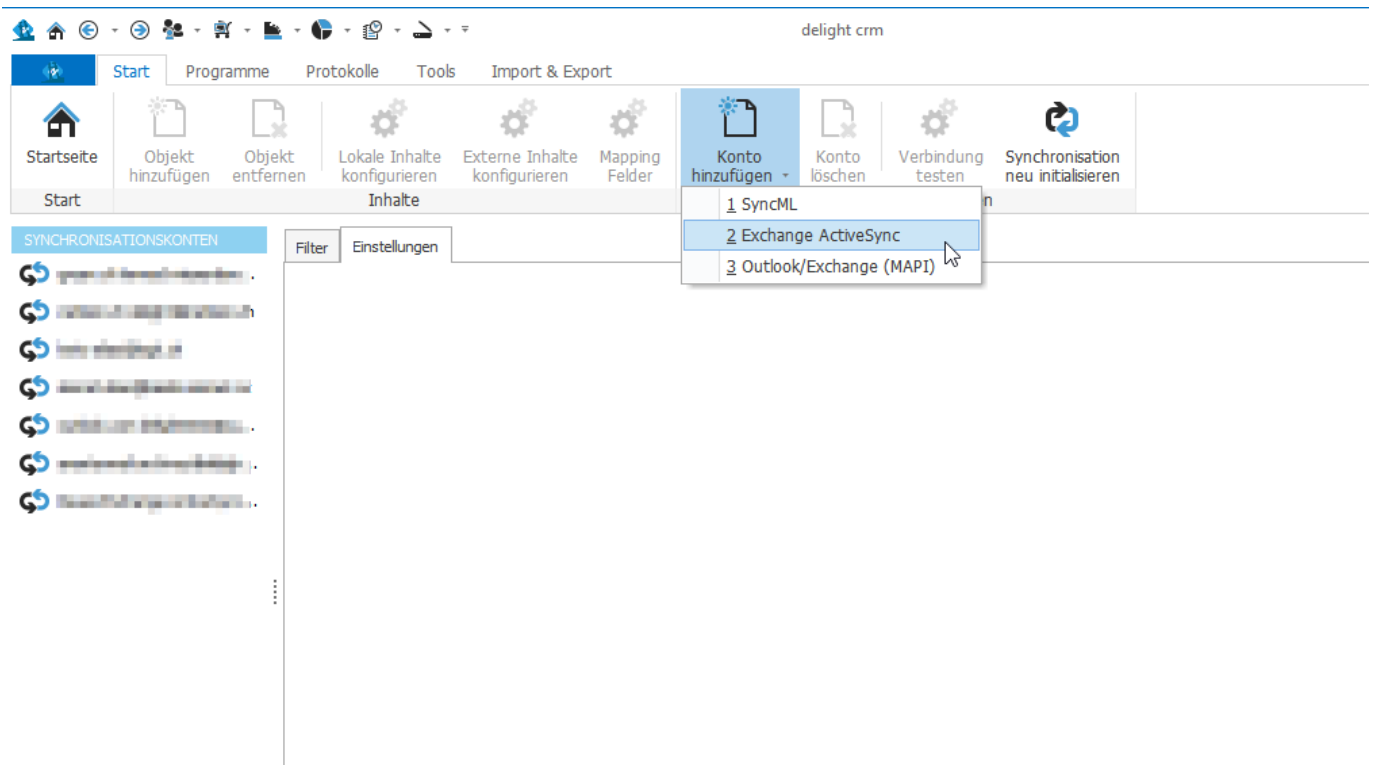 delight crm
Start Programme Protokolle Tools Import & Export
Startseite
Objekt
hinzufügen
Objekt
entfernen
Lokale Inhalte
konfigurieren
Externe Inhalte
konfigurieren
Mapping
Felder
Konto
hinzufügen
Konto
löschen
Verbindung
testen
Synchronisation
neu initialisieren
Start
Inhalte
1 SyncML
2 Exchange ActiveSync
3 Outlook/Exchange (MAPI)
SYNCHRONISATIONSKONTEN
Filter
Einstellungen